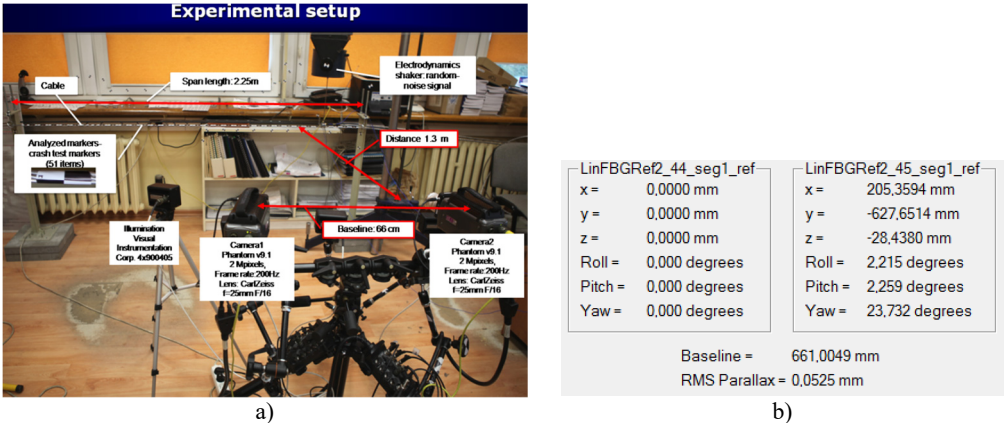 Experimental setup
Electrodynamics
shaker: random-
noise signal
Span length: 2.25m
Cable
Distance 1.3 m
Analyzed markers-
crash test markers
(51 items)
Baseline: 66 cm
Illumination
Visual
Instrumentation
Corp. 4x900405
Camera1
Phantom v9.1
2 Mpixels,
Frame rate:200Hz
Lens: CarlZeiss
f=25mm F/16
Camera2
Phantom v9.1
2 Mpixels,
Frame rate:200Hz
Lens: CarlZeiss
f=25mm F/16
a)
LinFBGRef2_44_seg1_ref
x = 0,0000 mm
y = 0,0000 mm
z = 0,0000 mm
Roll = 0,000 degrees
Pitch = 0,000 degrees
Yaw = 0,000 degrees
LinFBGRef2_45_seg1_ref
x = 205,3594 mm
y = -627,6514 mm
z = -28,4380 mm
Roll = 2,215 degrees
Pitch = 2,259 degrees
Yaw = 23,732 degrees
Baseline = 661,0049 mm
RMS Parallax = 0,0525 mm
b)